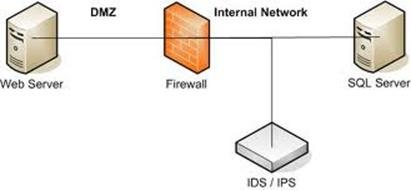 DMZ
Internal Network
Web Server
Firewall
SQL Server
IDS / IPS